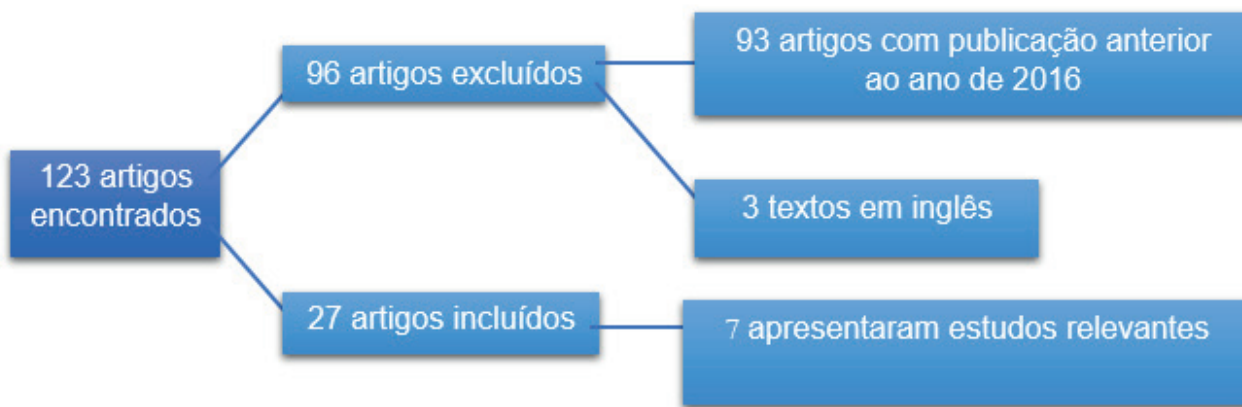 123 artigos
encontrados
96 artigos excluídos
93 artigos com publicação anterior
ao ano de 2016
3 textos em inglês
27 artigos incluídos
7 apresentaram estudos relevantes